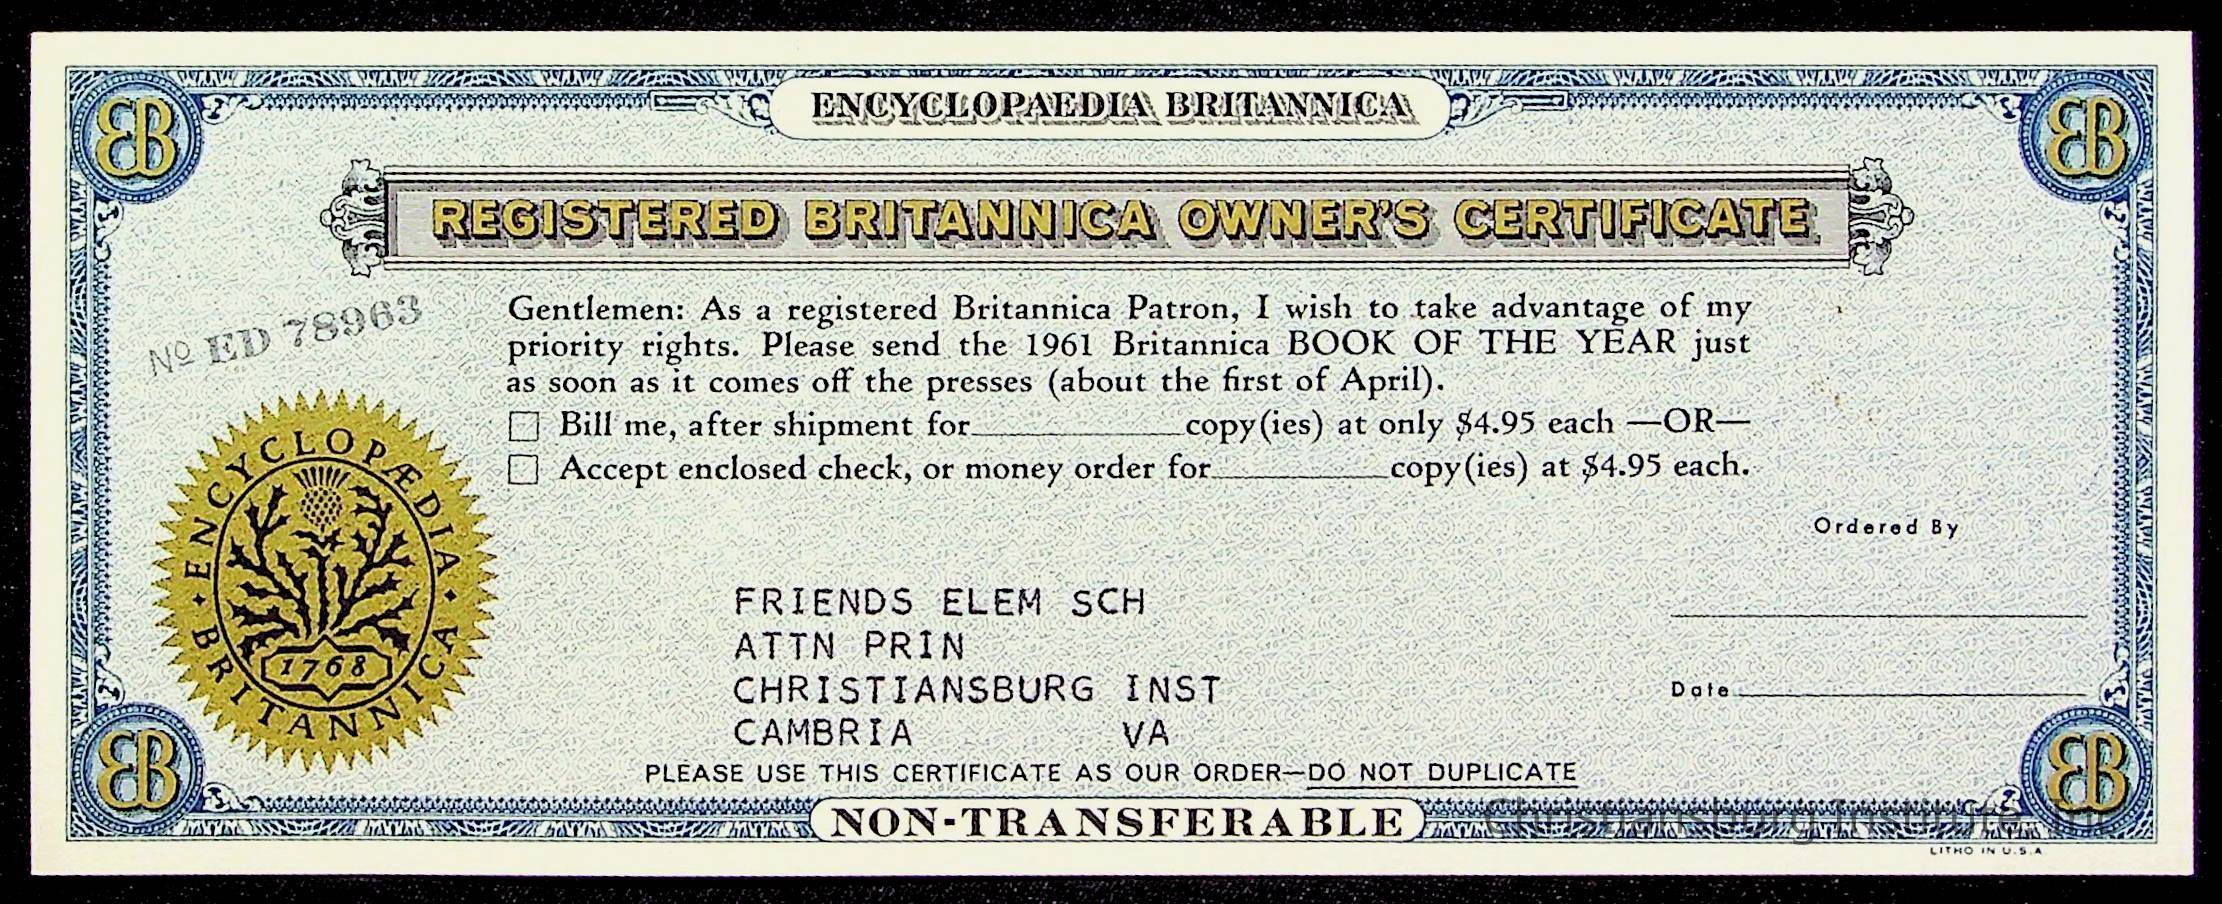 ENCYCLOPAEDIA BRITANNICA
EB
EB
REGISTERED BRITANNICA OWNER'S CERTIFICATE
Nº ED 78963
Gentlemen: As a registered Britannica Patron, I wish to take advantage of my
priority rights. Please send the 1961 Britannica BOOK OF THE YEAR just
as soon as it comes off the presses (about the first of April).
☐ Bill me, after shipment for__________copy(ies) at only $4.95 each —OR—
☐ Accept enclosed check, or money order for__________copy(ies) at $4.95 each.
ENCYCLOPÆDIA • BRITANNICA •
1768
Ordered By
FRIENDS ELEM SCH
ATTN PRIN
CHRISTIANSBURG INST
CAMBRIA VA
Date
PLEASE USE THIS CERTIFICATE AS OUR ORDER—DO NOT DUPLICATE
EB
EB
NON-TRANSFERABLE
Christiansburg Institute, Inc
LITHO IN U.S.A.